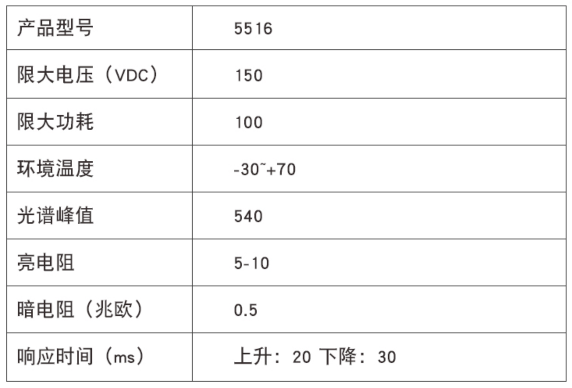 产品型号 5516
限大电压（VDC） 150
限大功耗 100
环境温度 -30~+70
光谱峰值 540
亮电阻 5-10
暗电阻（兆欧） 0.5
响应时间（ms） 上升：20 下降：30